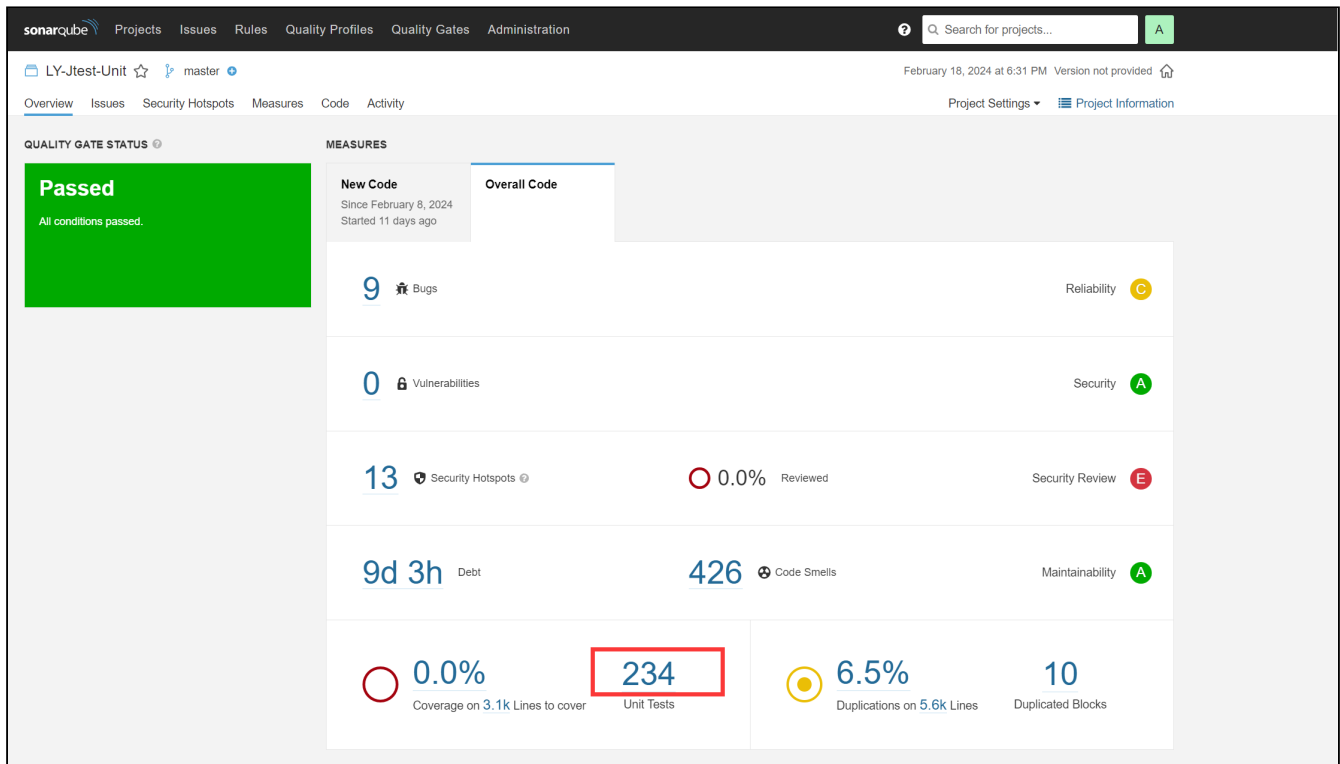 sonarqube Projects Issues Rules Quality Profiles Quality Gates Administration ? Search for projects... A
LY-Jtest-Unit master February 18, 2024 at 6:31 PM Version not provided
Overview Issues Security Hotspots Measures Code Activity Project Settings Project Information
QUALITY GATE STATUS ? MEASURES
Passed
All conditions passed.
New Code Overall Code
Since February 8, 2024
Started 11 days ago
9 Bugs Reliability C
0 Vulnerabilities Security A
13 Security Hotspots ? 0.0% Reviewed Security Review E
9d 3h Debt 426 Code Smells Maintainability A
0.0% 234 6.5% 10
Coverage on 3.1k Lines to cover Unit Tests Duplications on 5.6k Lines Duplicated Blocks